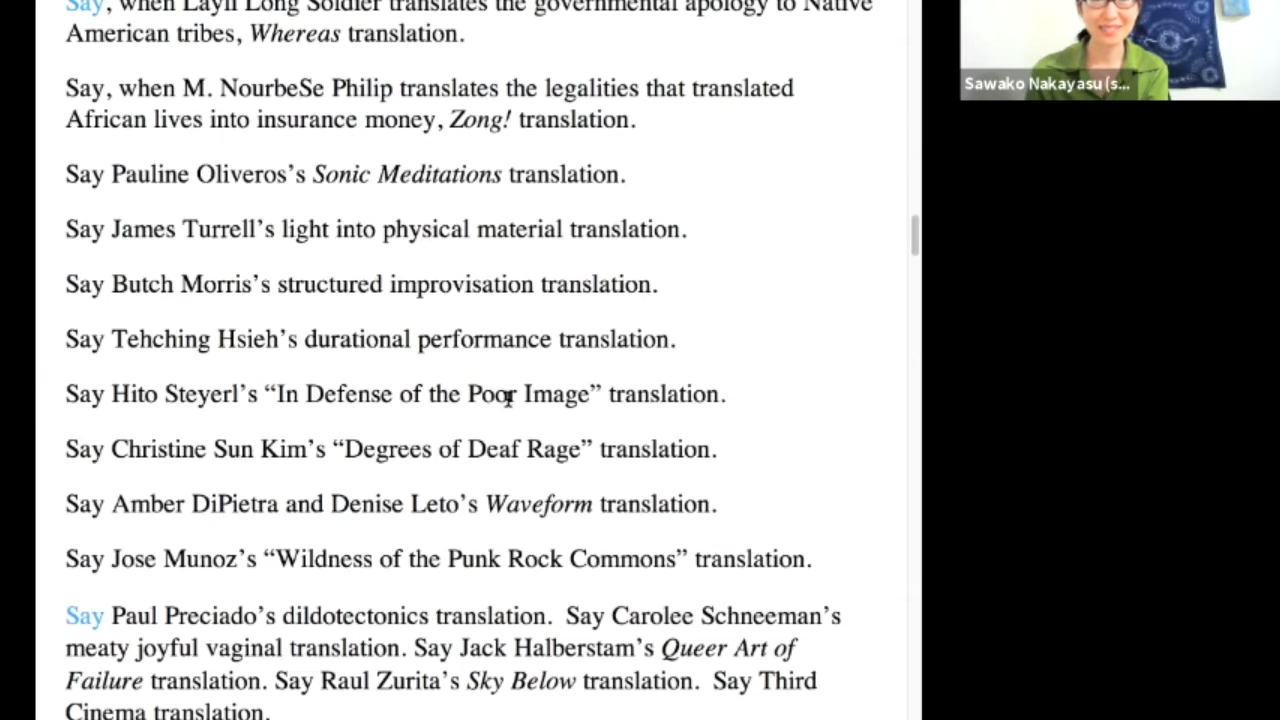 Say, when Layli Long Soldier translates the governmental apology to Native
American tribes, Whereas translation.
Say, when M. NourbeSe Philip translates the legalities that translated
African lives into insurance money, Zong! translation.
Say Pauline Oliveros’s Sonic Meditations translation.
Say James Turrell’s light into physical material translation.
Say Butch Morris’s structured improvisation translation.
Say Tehching Hsieh’s durational performance translation.
Say Hito Steyerl’s “In Defense of the Poor Image” translation.
Say Christine Sun Kim’s “Degrees of Deaf Rage” translation.
Say Amber DiPietra and Denise Leto’s Waveform translation.
Say Jose Munoz’s “Wildness of the Punk Rock Commons” translation.
Say Paul Preciado’s dildotectonics translation.  Say Carolee Schneeman’s
meaty joyful vaginal translation. Say Jack Halberstam’s Queer Art of
Failure translation. Say Raul Zurita’s Sky Below translation.  Say Third
Cinema translation.
Sawako Nakayasu (s...